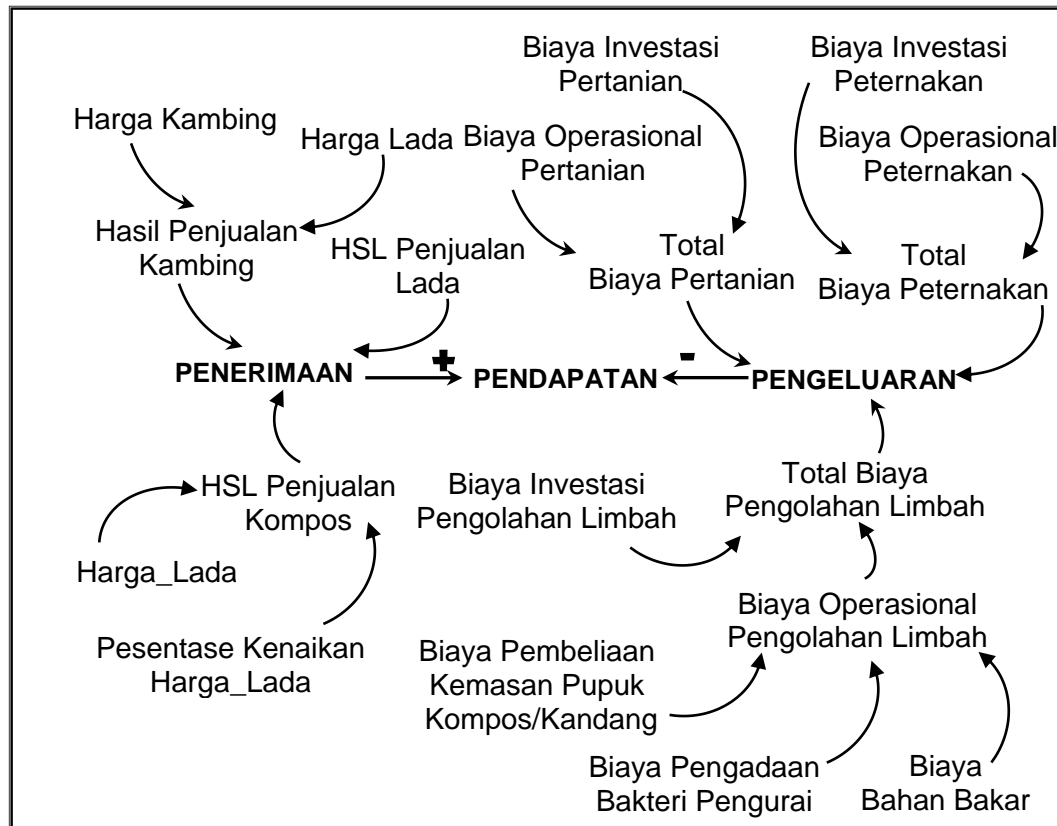 Biaya Investasi
Pertanian
Biaya Investasi
Peternakan
Harga Kambing
Harga Lada
Biaya Operasional
Pertanian
Biaya Operasional
Peternakan
Hasil Penjualan
Kambing
HSL Penjualan
Lada
Total
Biaya Pertanian
Total
Biaya Peternakan
PENERIMAAN
+
PENDAPATAN
-
PENGELUARAN
HSL Penjualan
Kompos
Biaya Investasi
Pengolahan Limbah
Total Biaya
Pengolahan Limbah
Harga_Lada
Pesentase Kenaikan
Harga_Lada
Biaya Operasional
Pengolahan Limbah
Biaya Pembeliaan
Kemasan Pupuk
Kompos/Kandang
Biaya Pengadaan
Bakteri Pengurai
Biaya
Bahan Bakar